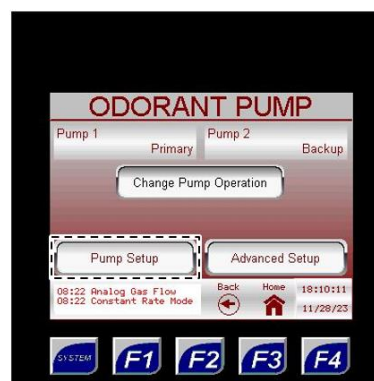 ODORANT PUMP
Pump 1
Primary
Pump 2
Backup
Change Pump Operation
Pump Setup
Advanced Setup
08:22 Analog Gas Flow
08:22 Constant Rate Mode
Back
Home
18:10:11
11/28/23
SYSTEM
F1
F2
F3
F4